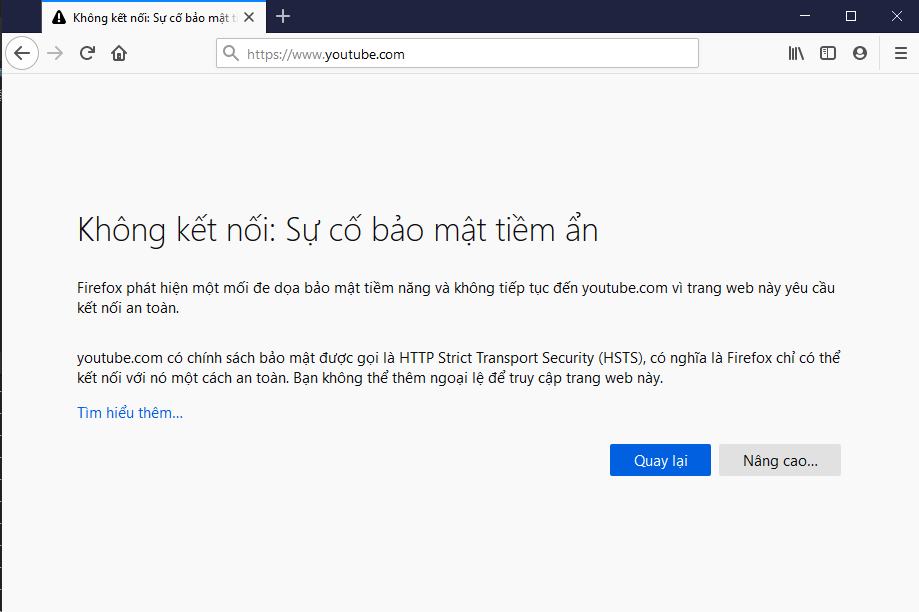 Không kết nối: Sự cố bảo mật t
https://www.youtube.com
Không kết nối: Sự cố bảo mật tiềm ẩn
Firefox phát hiện một mối đe dọa bảo mật tiềm năng và không tiếp tục đến youtube.com vì trang web này yêu cầu
kết nối an toàn.
youtube.com có chính sách bảo mật được gọi là HTTP Strict Transport Security (HSTS), có nghĩa là Firefox chỉ có thể
kết nối với nó một cách an toàn. Bạn không thể thêm ngoại lệ để truy cập trang web này.
Tìm hiểu thêm...
Quay lại
Nâng cao...